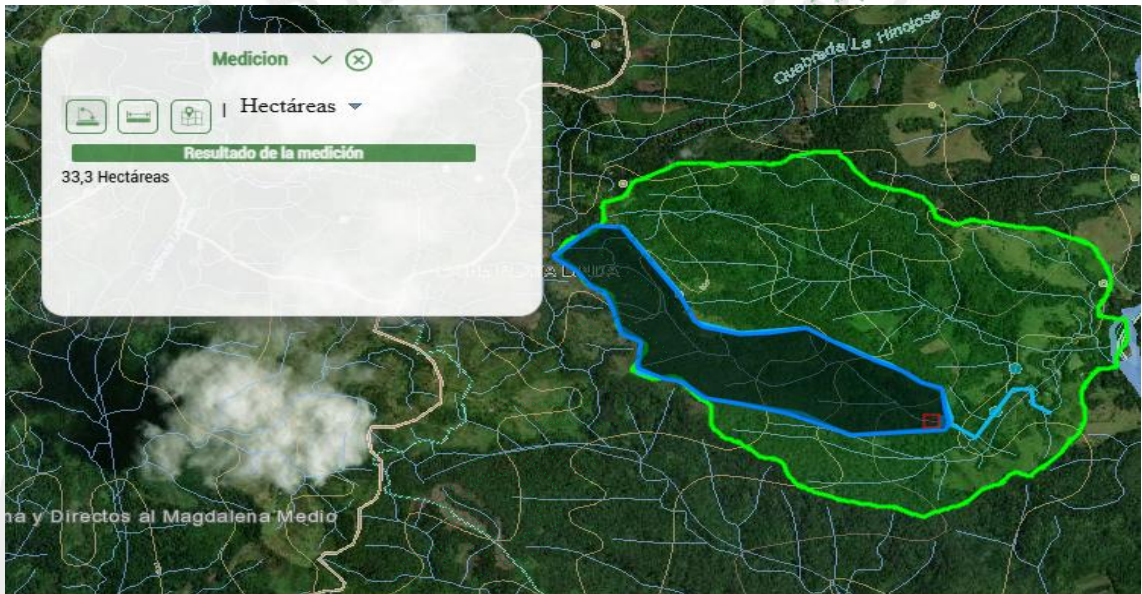 Medicion
| Hectáreas
Resultado de la medición
33,3 Hectáreas
Quebrada La Hinojosa
na y Directos al Magdalena Medio